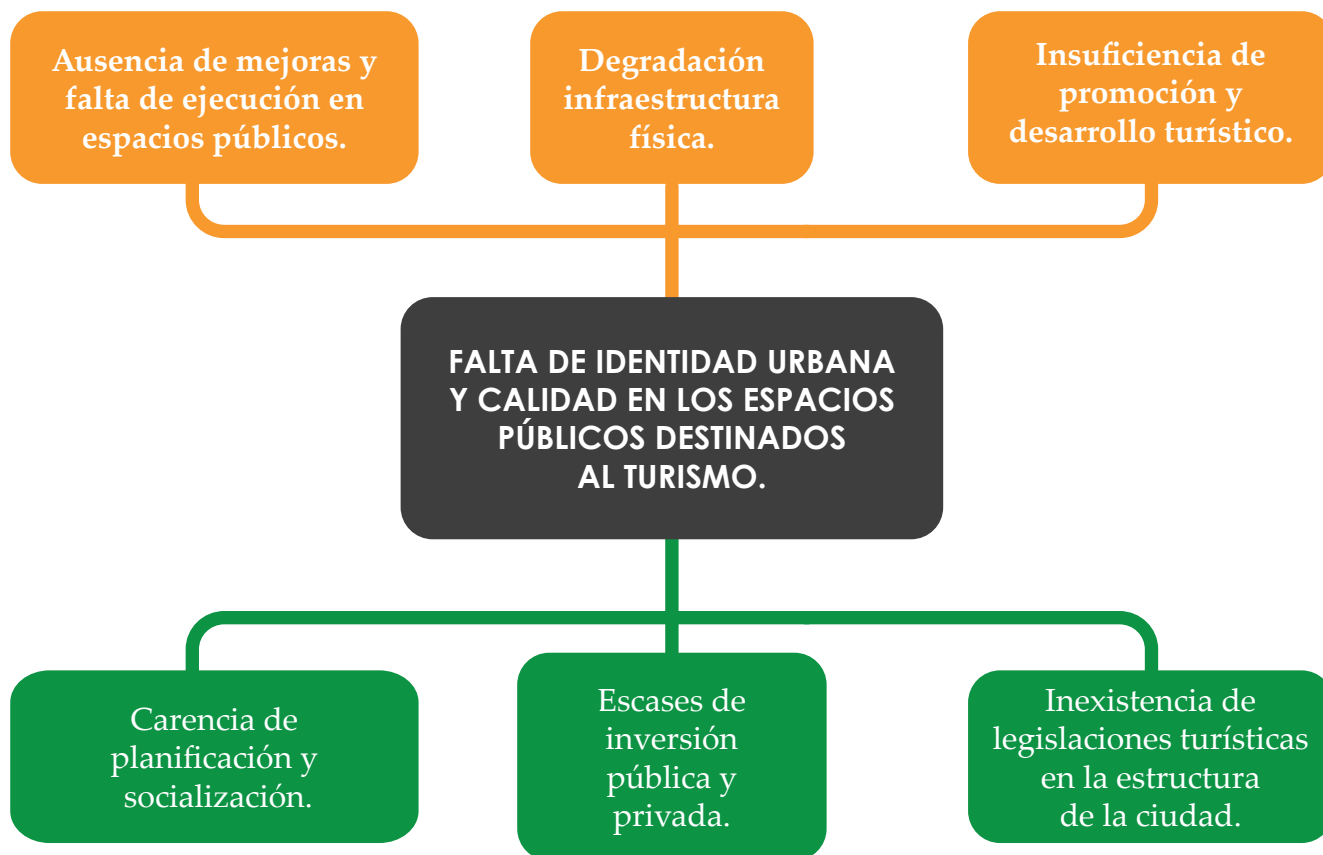 Ausencia de mejoras y
falta de ejecución en
espacios públicos.
Degradación
infraestructura
física.
Insuficiencia de
promoción y
desarrollo turístico.
FALTA DE IDENTIDAD URBANA
Y CALIDAD EN LOS ESPACIOS
PÚBLICOS DESTINADOS
AL TURISMO.
Carencia de
planificación y
socialización.
Escases de
inversión
pública y
privada.
Inexistencia de
legislaciones turísticas
en la estructura
de la ciudad.